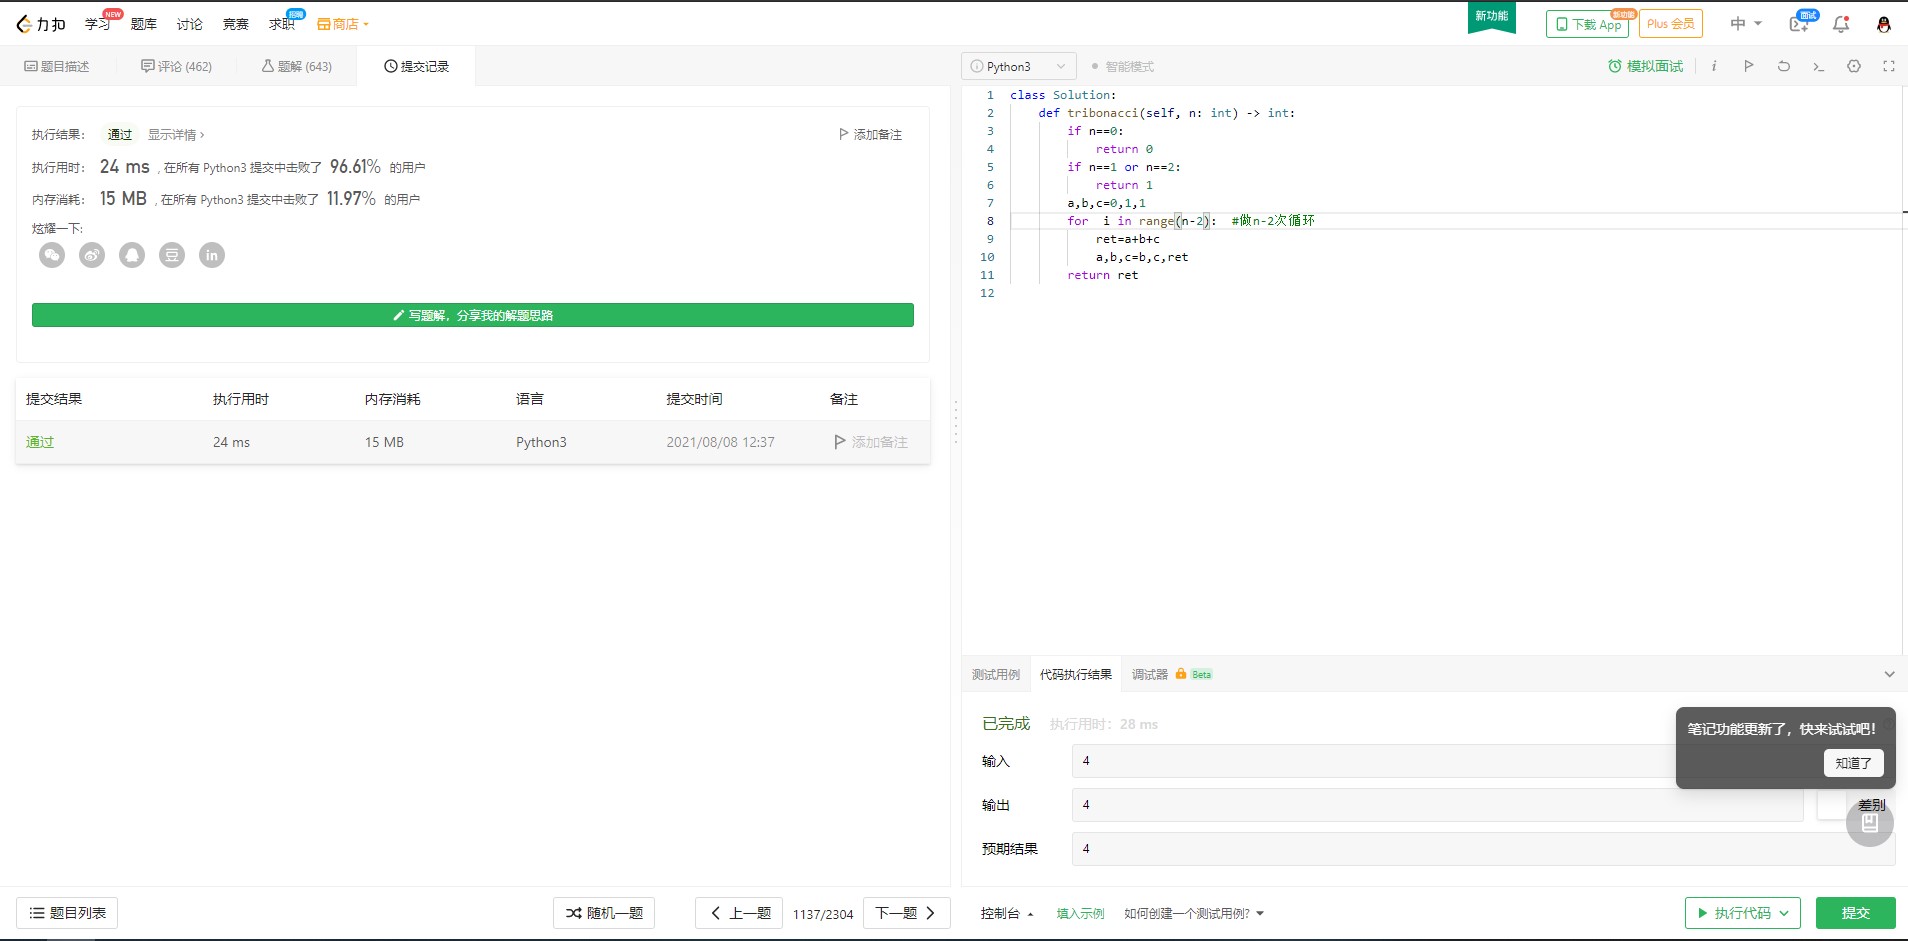 力扣 学习 NEW 题库 讨论 竞赛 求职 招聘 商店 新功能 下载 App 新功能 Plus 会员 中 面试
题目描述 评论 (462) 题解 (643) 提交记录
执行结果： 通过 显示详情 › 添加备注
执行用时： 24 ms , 在所有 Python3 提交中击败了 96.61% 的用户
内存消耗： 15 MB , 在所有 Python3 提交中击败了 11.97% 的用户
炫耀一下:
写题解，分享我的解题思路
提交结果 执行用时 内存消耗 语言 提交时间 备注
通过 24 ms 15 MB Python3 2021/08/08 12:37 添加备注
题目列表 随机一题 上一题 1137/2304 下一题
Python3 智能模式 模拟面试
1 class Solution:
2 def tribonacci(self, n: int) -> int:
3 if n==0:
4 return 0
5 if n==1 or n==2:
6 return 1
7 a,b,c=0,1,1
8 for  i in range(n-2):  #做n-2次循环
9 ret=a+b+c
10 a,b,c=b,c,ret
11 return ret
12
测试用例 代码执行结果 调试器 Beta
已完成 执行用时：28 ms
笔记功能更新了，快来试试吧！
知道了
输入 4
输出 4 差别
预期结果 4
控制台 填入示例 如何创建一个测试用例? 执行代码 提交